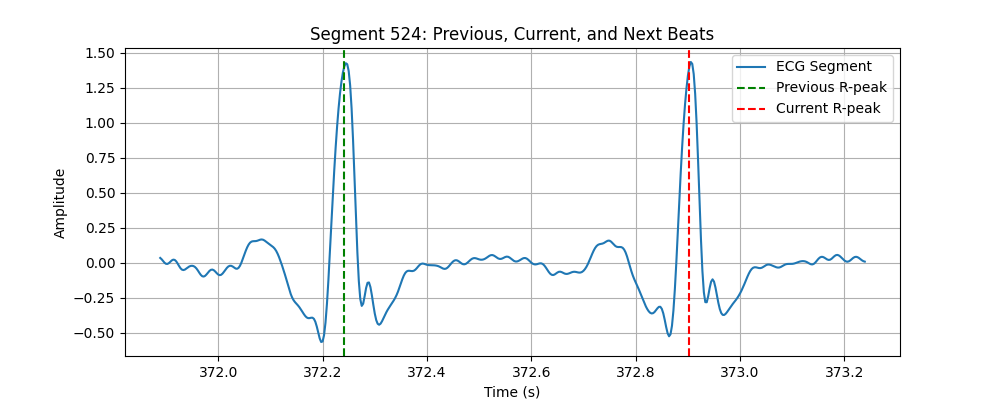 Segment 524: Previous, Current, and Next Beats
1.50
1.25
1.00
0.75
0.50
0.25
0.00
−0.25
−0.50
Amplitude
ECG Segment
Previous R-peak
Current R-peak
372.0 372.2 372.4 372.6 372.8 373.0 373.2
Time (s)